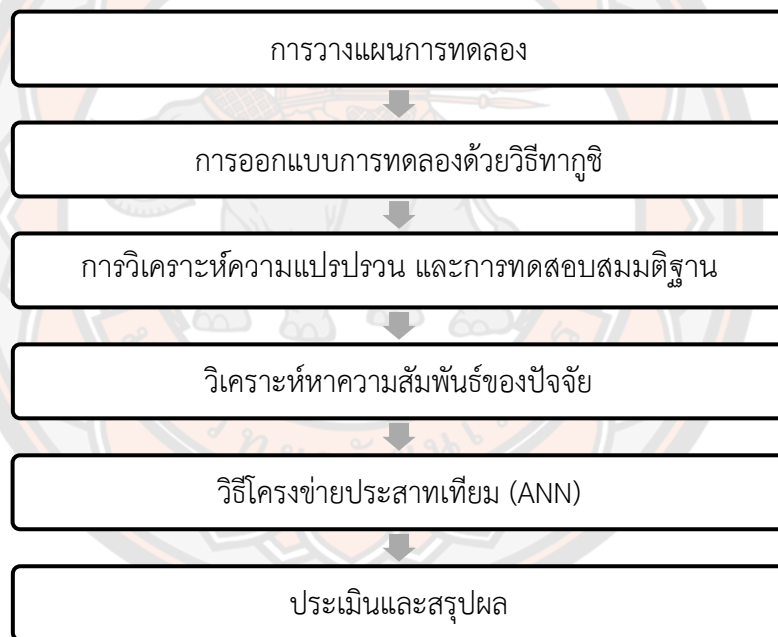 การวางแผนการทดลอง
การออกแบบการทดลองด้วยวิธีทากูชิ
การวิเคราะห์ความแปรปรวน และการทดสอบสมมติฐาน
วิเคราะห์หาความสัมพันธ์ของปัจจัย
วิธีโครงข่ายประสาทเทียม (ANN)
ประเมินและสรุปผล